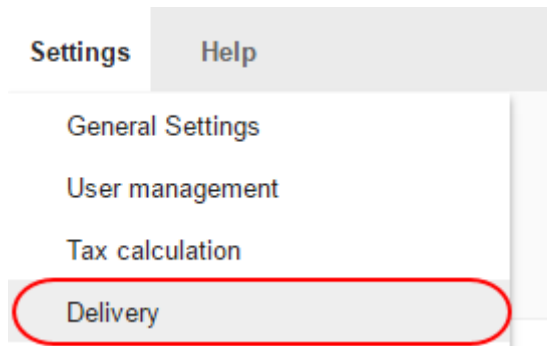 Settings Help
General Settings
User management
Tax calculation
Delivery